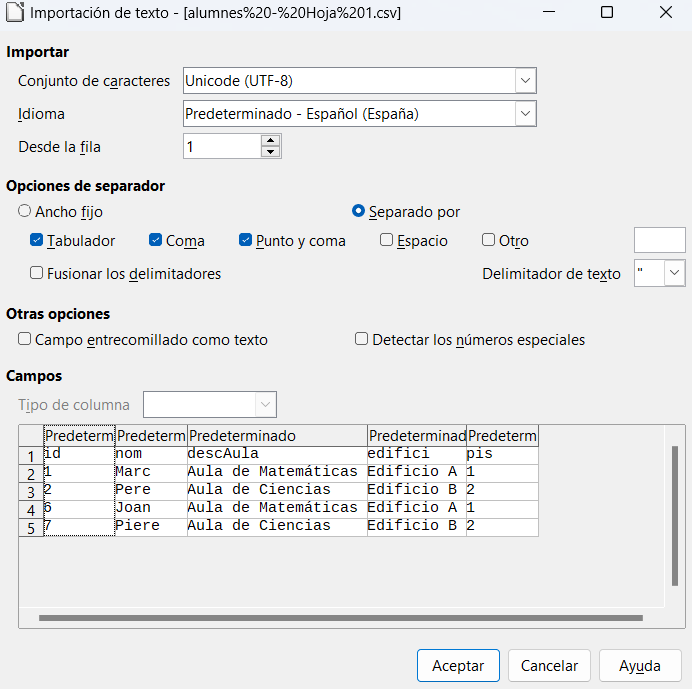 Importación de texto - [alumnes%20-%20Hoja%201.csv]
Importar
Conjunto de caracteres Unicode (UTF-8)
Idioma Predeterminado - Español (España)
Desde la fila 1
Opciones de separador
Ancho fijo Separado por
Tabulador Coma Punto y coma Espacio Otro
Fusionar los delimitadores Delimitador de texto "
Otras opciones
Campo entrecomillado como texto Detectar los números especiales
Campos
Tipo de columna
Predeterm Predeterm Predeterminado Predeterminad Predeterm
1 id nom descAula edifici pis
2 1 Marc Aula de Matemáticas Edificio A 1
3 2 Pere Aula de Ciencias Edificio B 2
4 6 Joan Aula de Matemáticas Edificio A 1
5 7 Piere Aula de Ciencias Edificio B 2
Aceptar Cancelar Ayuda